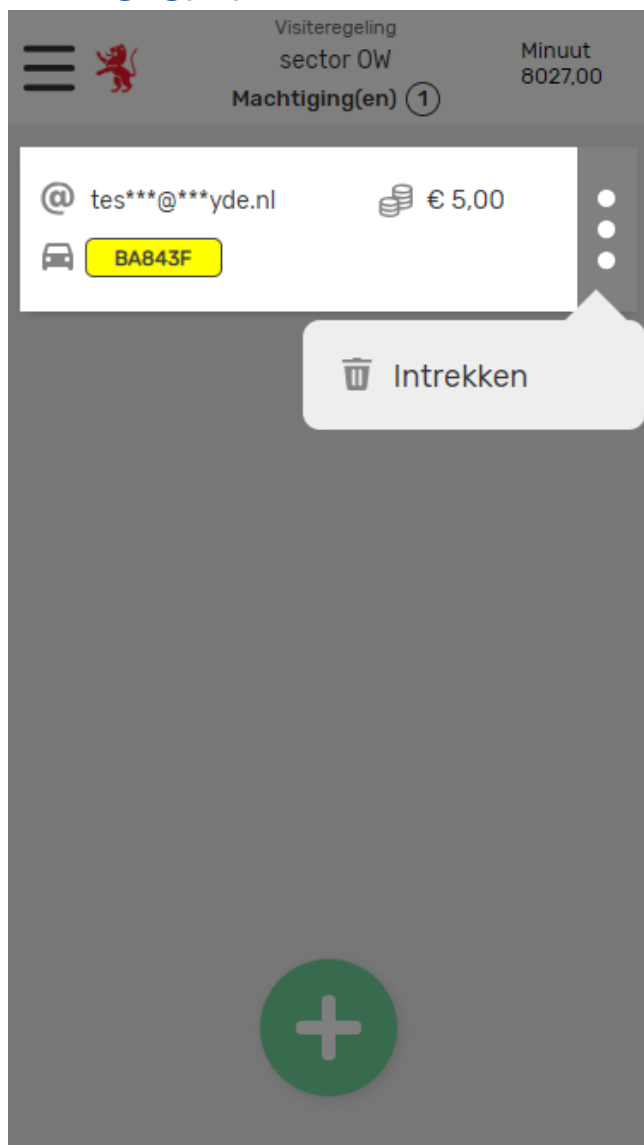 Visiteregeling
sector OW
Machtiging(en) 1
Minuut
8027,00
@ tes***@***yde.nl
€ 5,00
BA843F
Intrekken